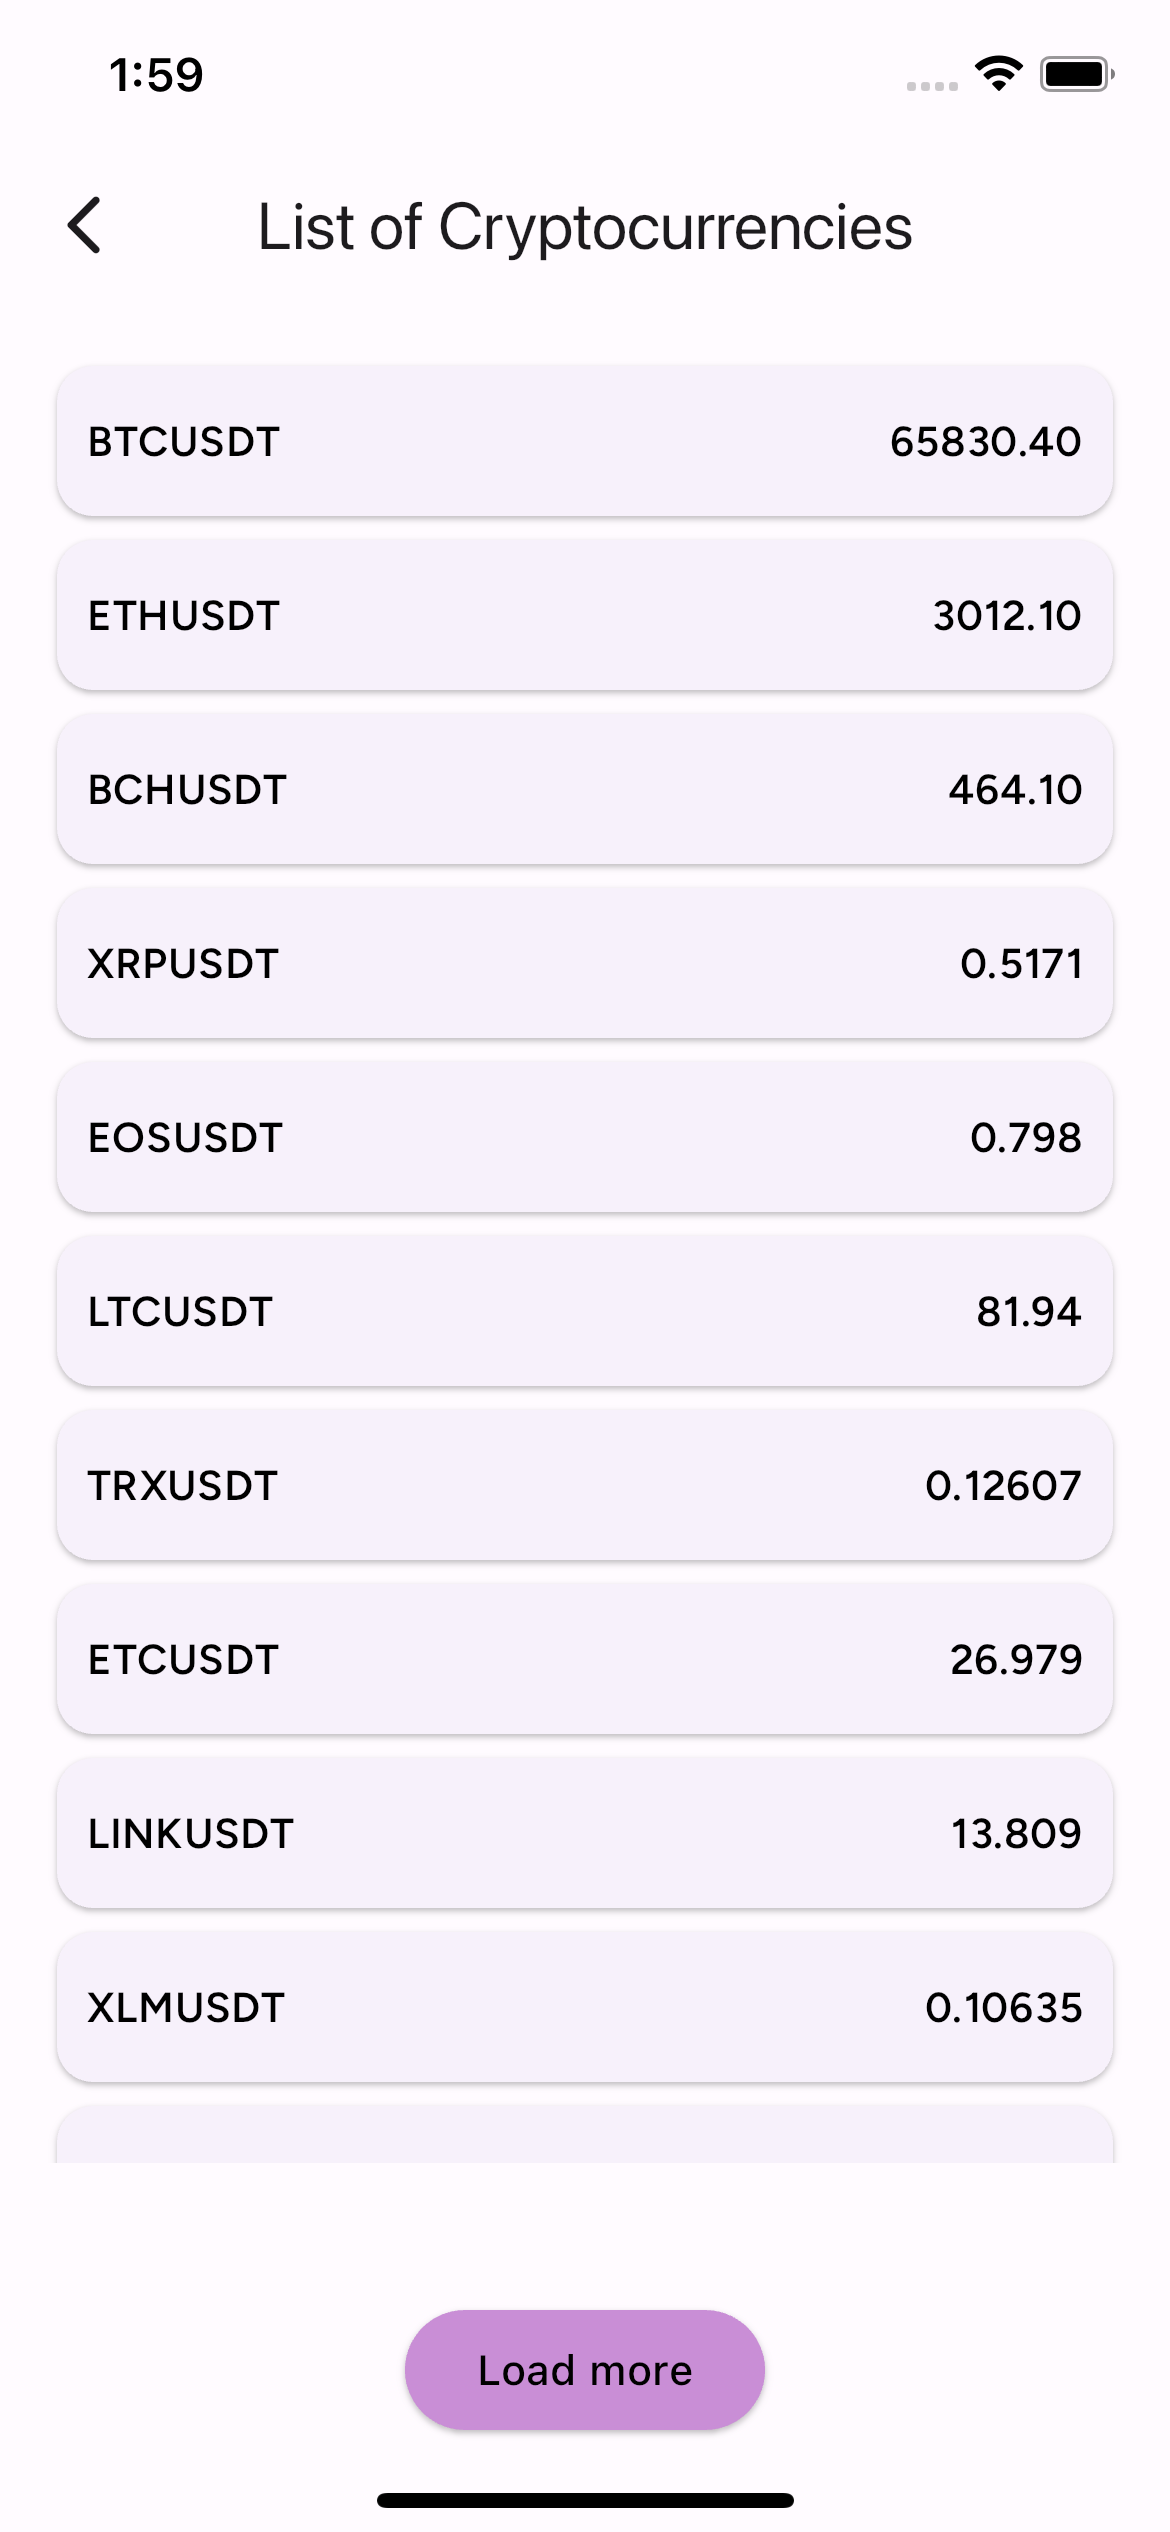 1:59
List of Cryptocurrencies
BTCUSDT 65830.40
ETHUSDT 3012.10
BCHUSDT 464.10
XRPUSDT 0.5171
EOSUSDT 0.798
LTCUSDT 81.94
TRXUSDT 0.12607
ETCUSDT 26.979
LINKUSDT 13.809
XLMUSDT 0.10635
Load more